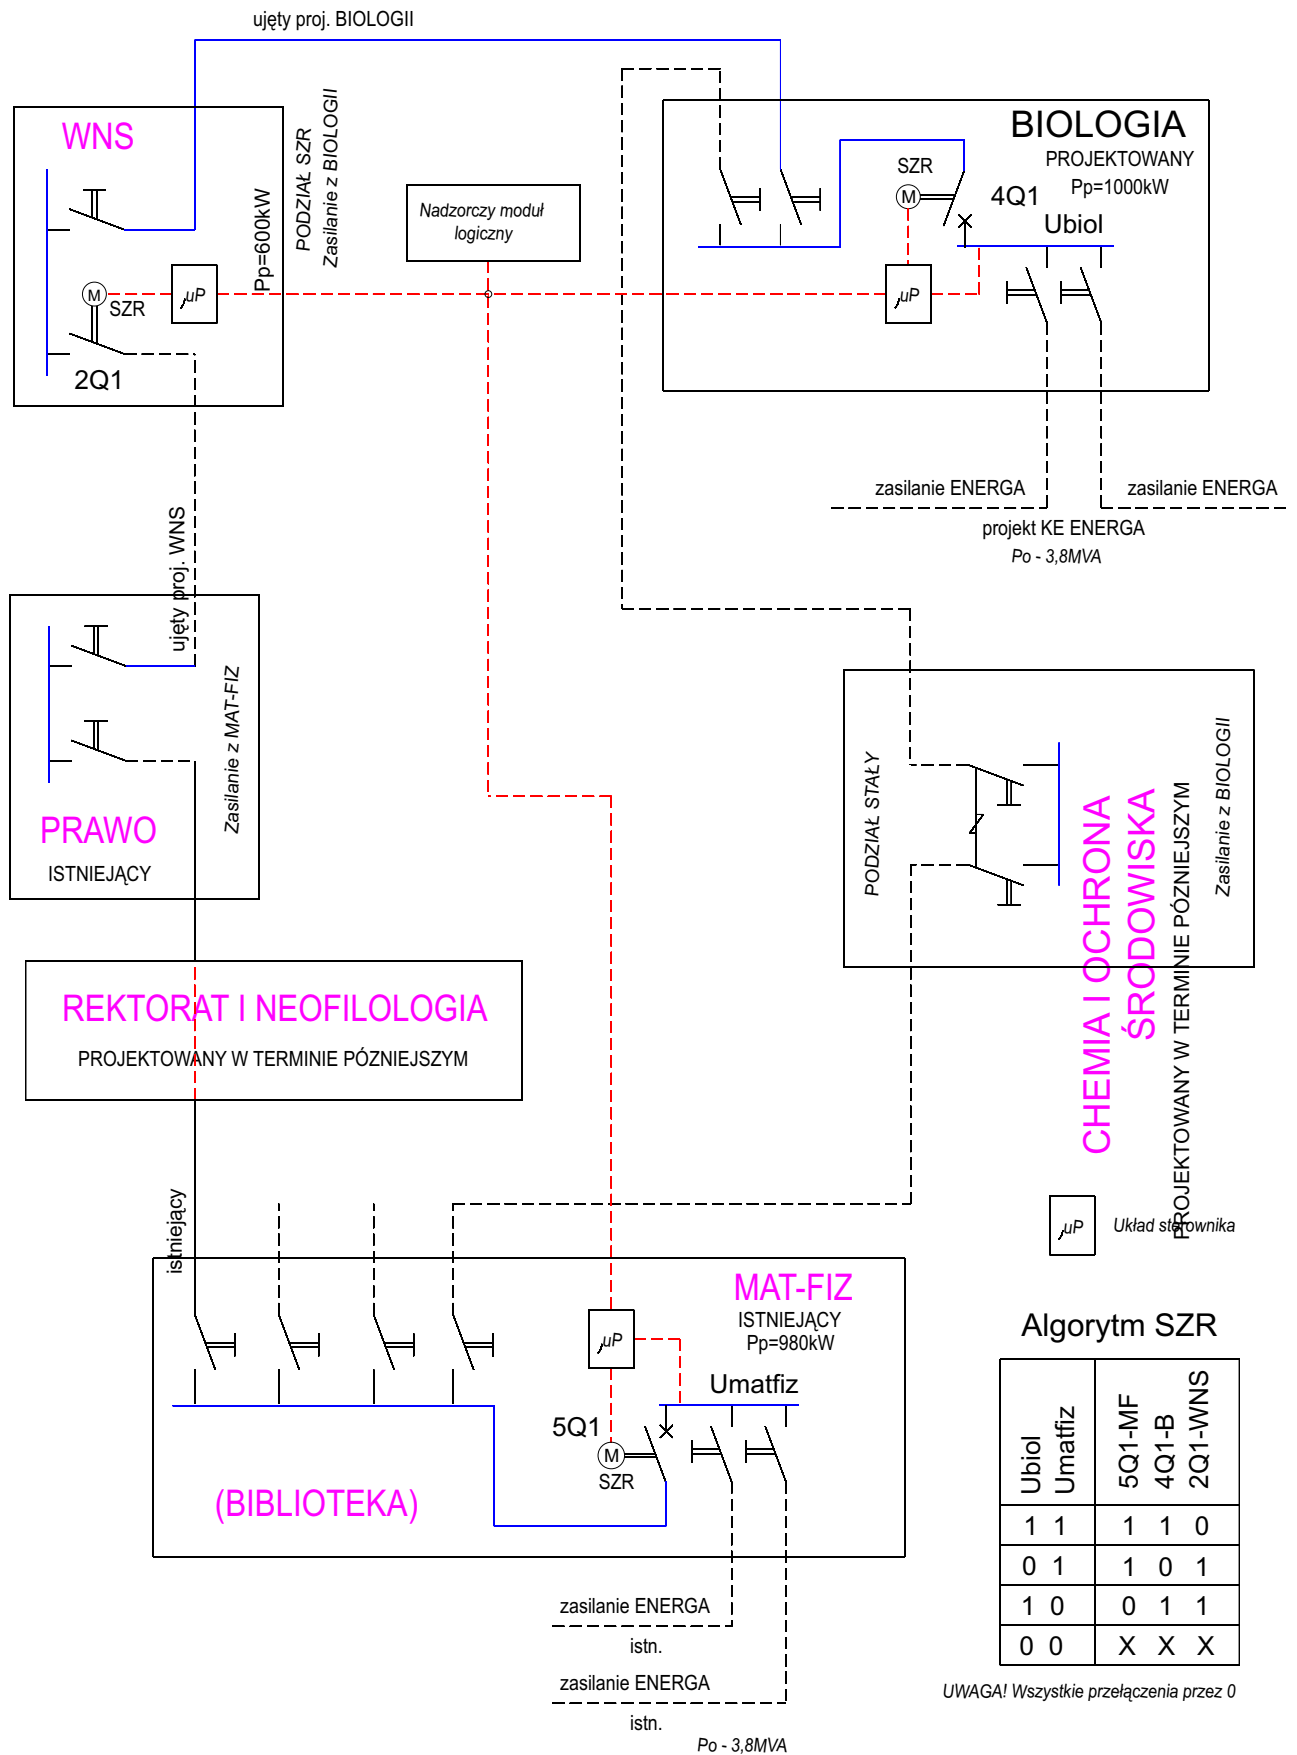 ujęty proj. BIOLOGII
WNS
Pp=600kW
PODZIAŁ SZR
Zasilanie z BIOLOGII
M
SZR
µP
2Q1
Nadzorczy moduł
logiczny
BIOLOGIA
PROJEKTOWANY
Pp=1000kW
SZR
M
4Q1
Ubiol
µP
zasilanie ENERGA
zasilanie ENERGA
projekt KE ENERGA
Po - 3,8MVA
ujęty proj. WNS
Zasilanie z MAT-FIZ
PRAWO
ISTNIEJĄCY
PODZIAŁ STAŁY
CHEMIA I OCHRONA
ŚRODOWISKA
PROJEKTOWANY W TERMINIE PÓZNIEJSZYM
Zasilanie z BIOLOGII
REKTORAT I NEOFILOLOGIA
PROJEKTOWANY W TERMINIE PÓZNIEJSZYM
istniejący
µP
Układ sterownika
MAT-FIZ
ISTNIEJĄCY
Pp=980kW
µP
Umatfiz
5Q1
M
SZR
(BIBLIOTEKA)
zasilanie ENERGA
istn.
zasilanie ENERGA
istn.
Po - 3,8MVA
Algorytm SZR
Ubiol Umatfiz 5Q1-MF 4Q1-B 2Q1-WNS
1 1 1 1 0
0 1 1 0 1
1 0 0 1 1
0 0 X X X
UWAGA! Wszystkie przełączenia przez 0